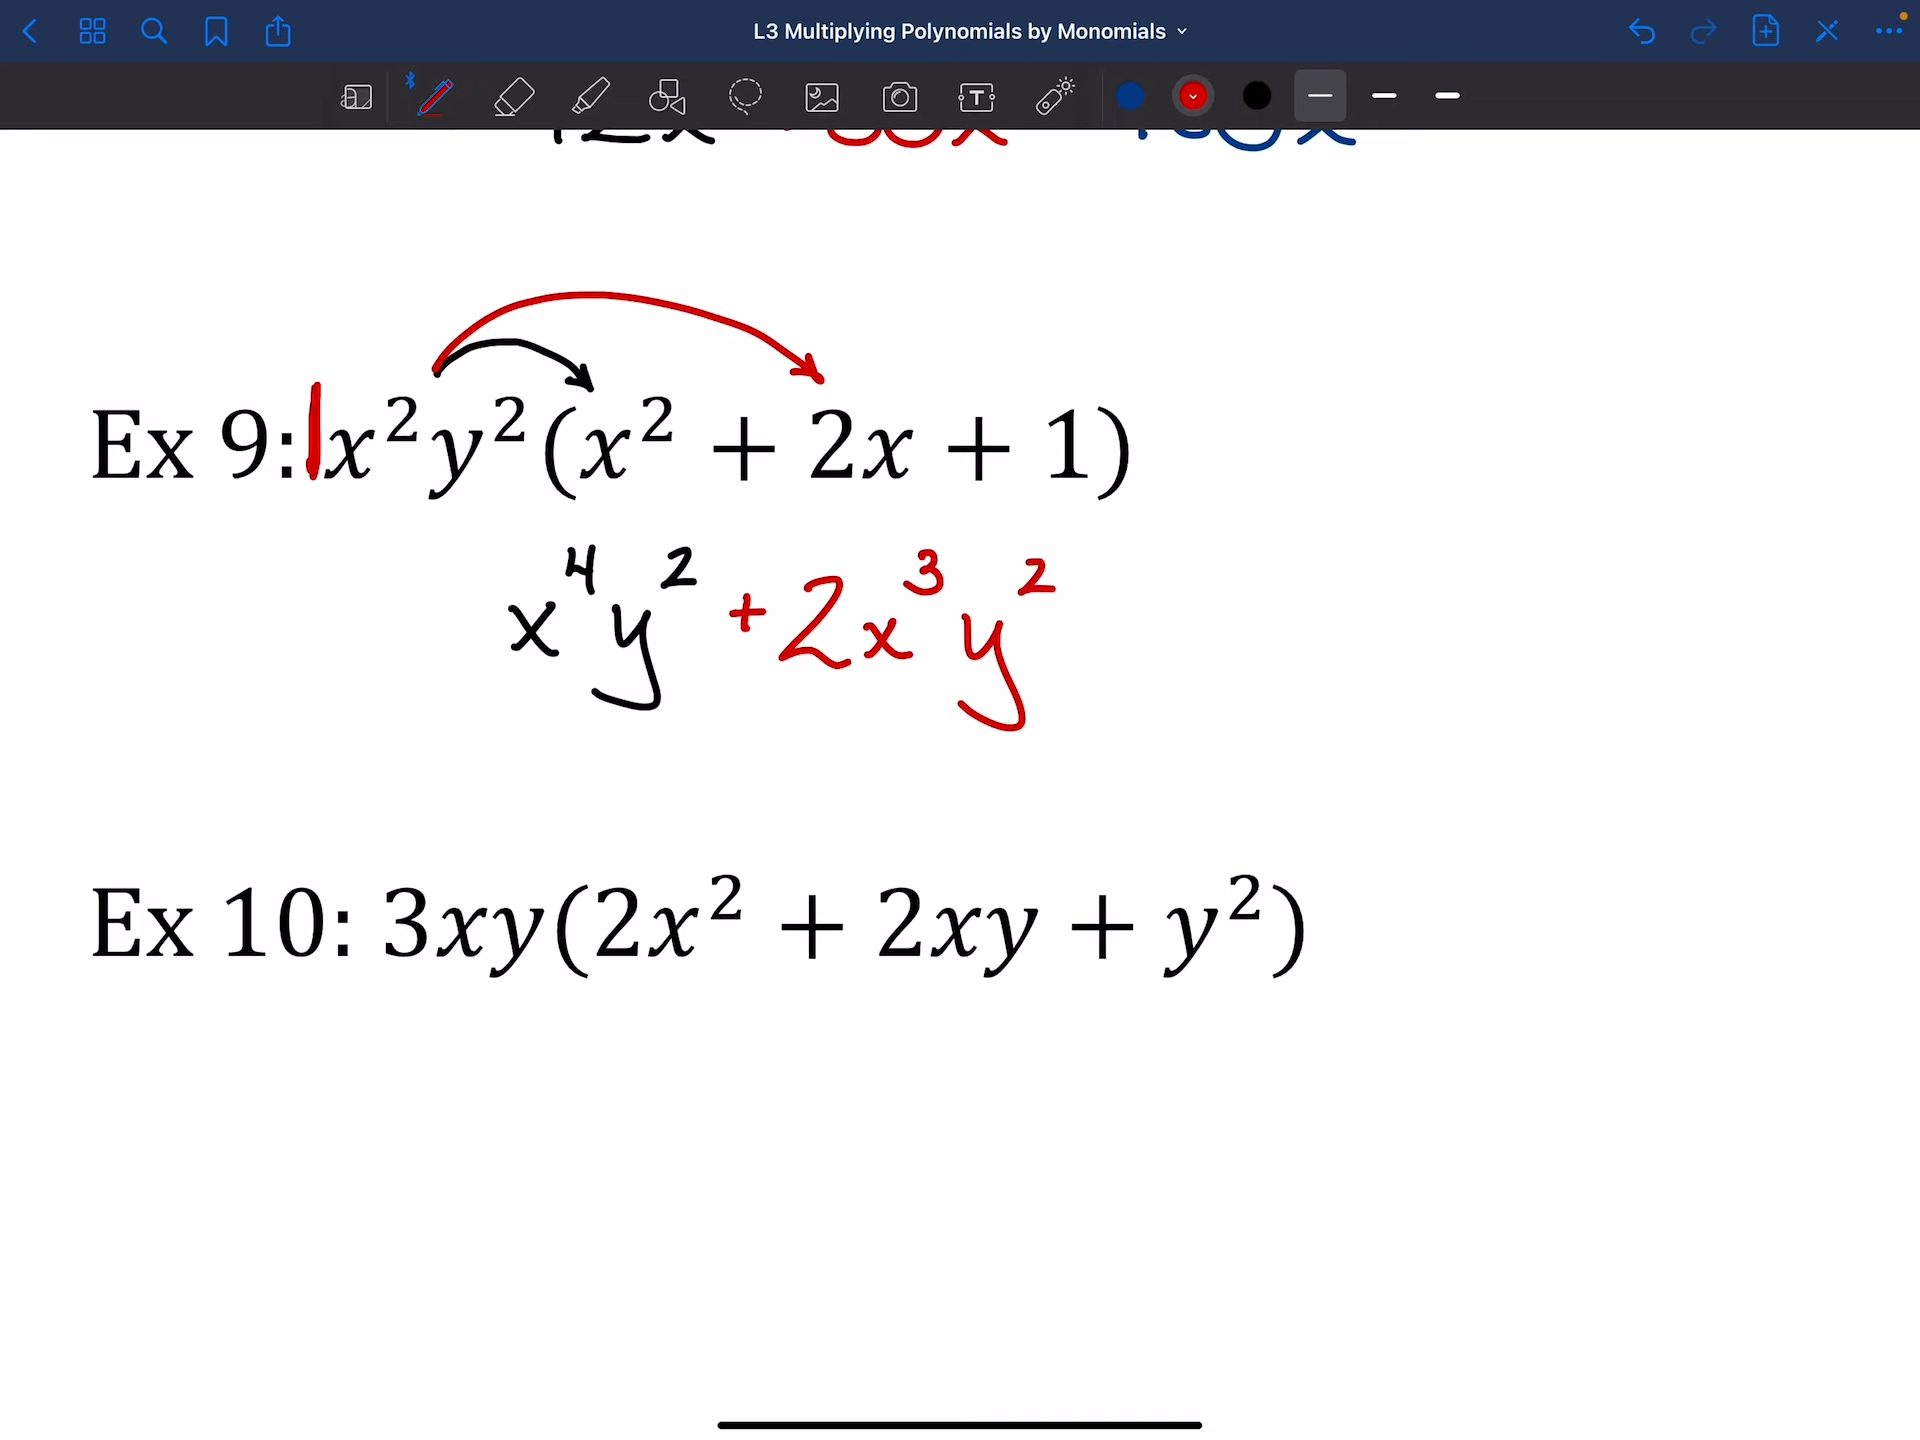 L3 Multiplying Polynomials by Monomials
Ex 9: 1x²y²(x² + 2x + 1)
x⁴y² + 2x³y²
Ex 10: 3xy(2x² + 2xy + y²)